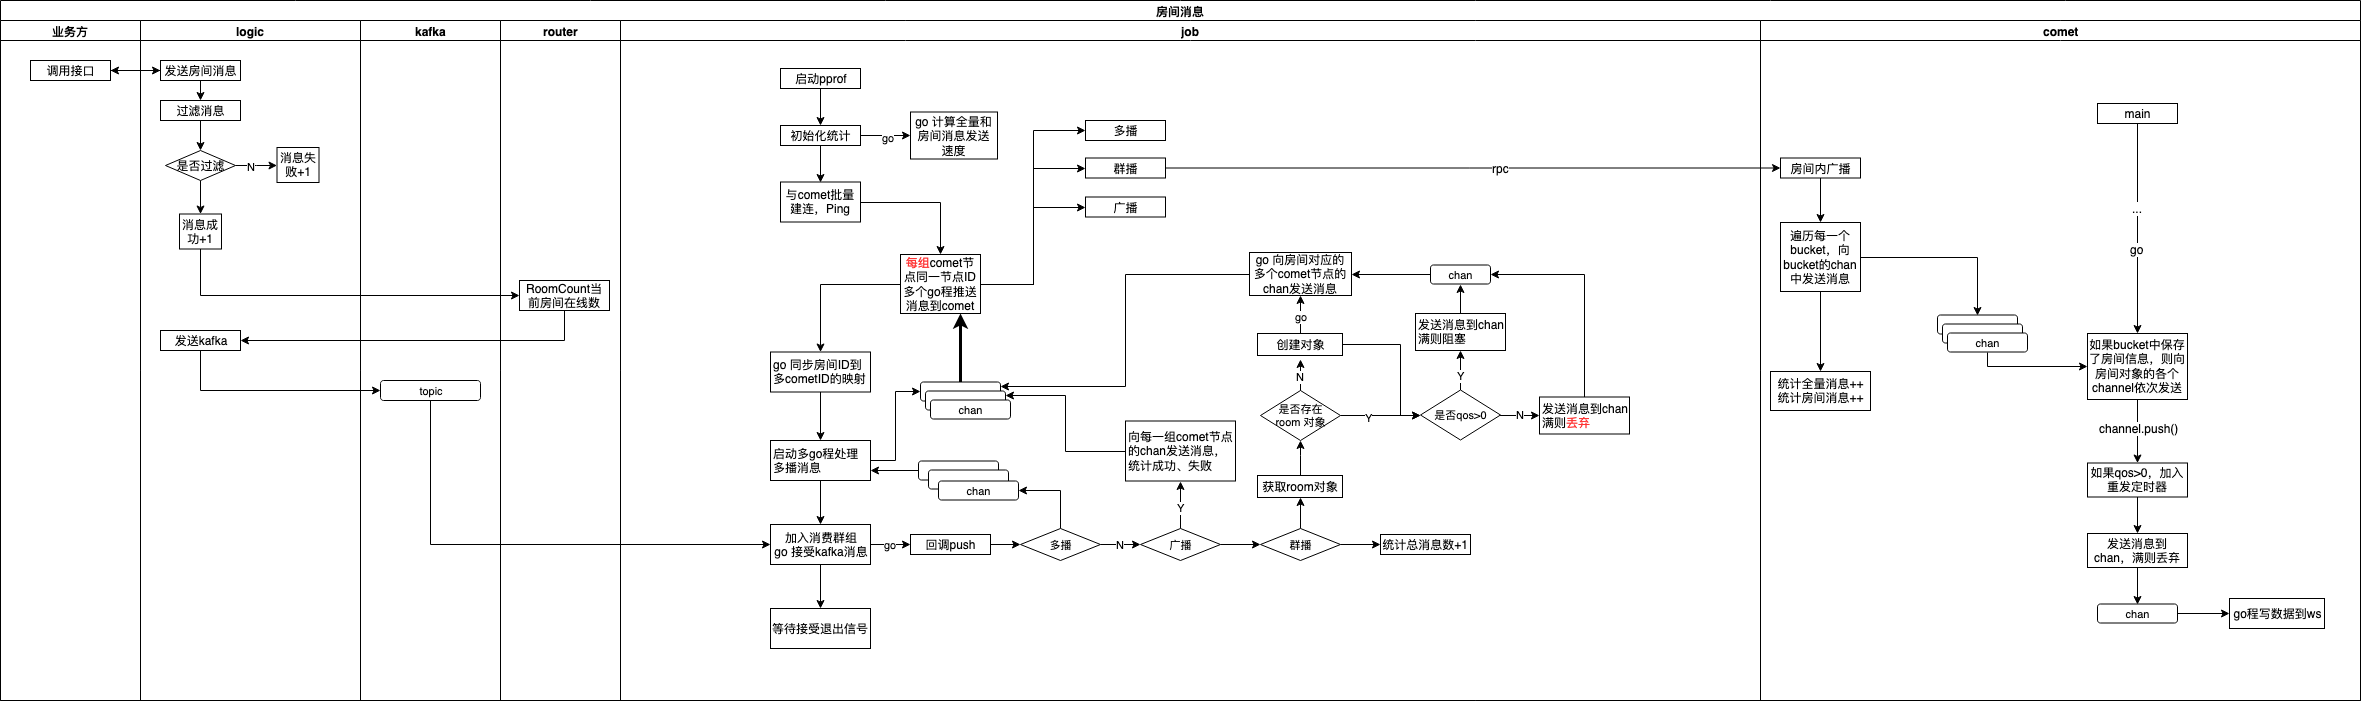 房间消息
业务方
logic
kafka
router
job
comet
调用接口
发送房间消息
过滤消息
是否过滤
N
消息失
败+1
消息成
功+1
RoomCount当
前房间在线数
发送kafka
topic
启动pprof
初始化统计
go
go 计算全量和
房间消息发送
速度
与comet批量
建连，Ping
每组comet节
点同一节点ID
多个go程推送
消息到comet
多播
群播
广播
rpc
go 同步房间ID到
多cometID的映射
chan
启动多go程处理
多播消息
chan
加入消费群组
go 接受kafka消息
go
回调push
多播
N
广播
Y
向每一组comet节点
的chan发送消息，
统计成功、失败
群播
统计总消息数+1
获取room对象
是否存在
room 对象
N
Y
创建对象
go
go 向房间对应的
多个comet节点的
chan发送消息
是否qos>0
Y
N
发送消息到chan
满则阻塞
chan
发送消息到chan
满则丢弃
等待接受退出信号
房间内广播
遍历每一个
bucket，向
bucket的chan
中发送消息
统计全量消息++
统计房间消息++
chan
main
...
go
如果bucket中保存
了房间信息，则向
房间对象的各个
channel依次发送
channel.push()
如果qos>0，加入
重发定时器
发送消息到
chan，满则丢弃
chan
go程写数据到ws